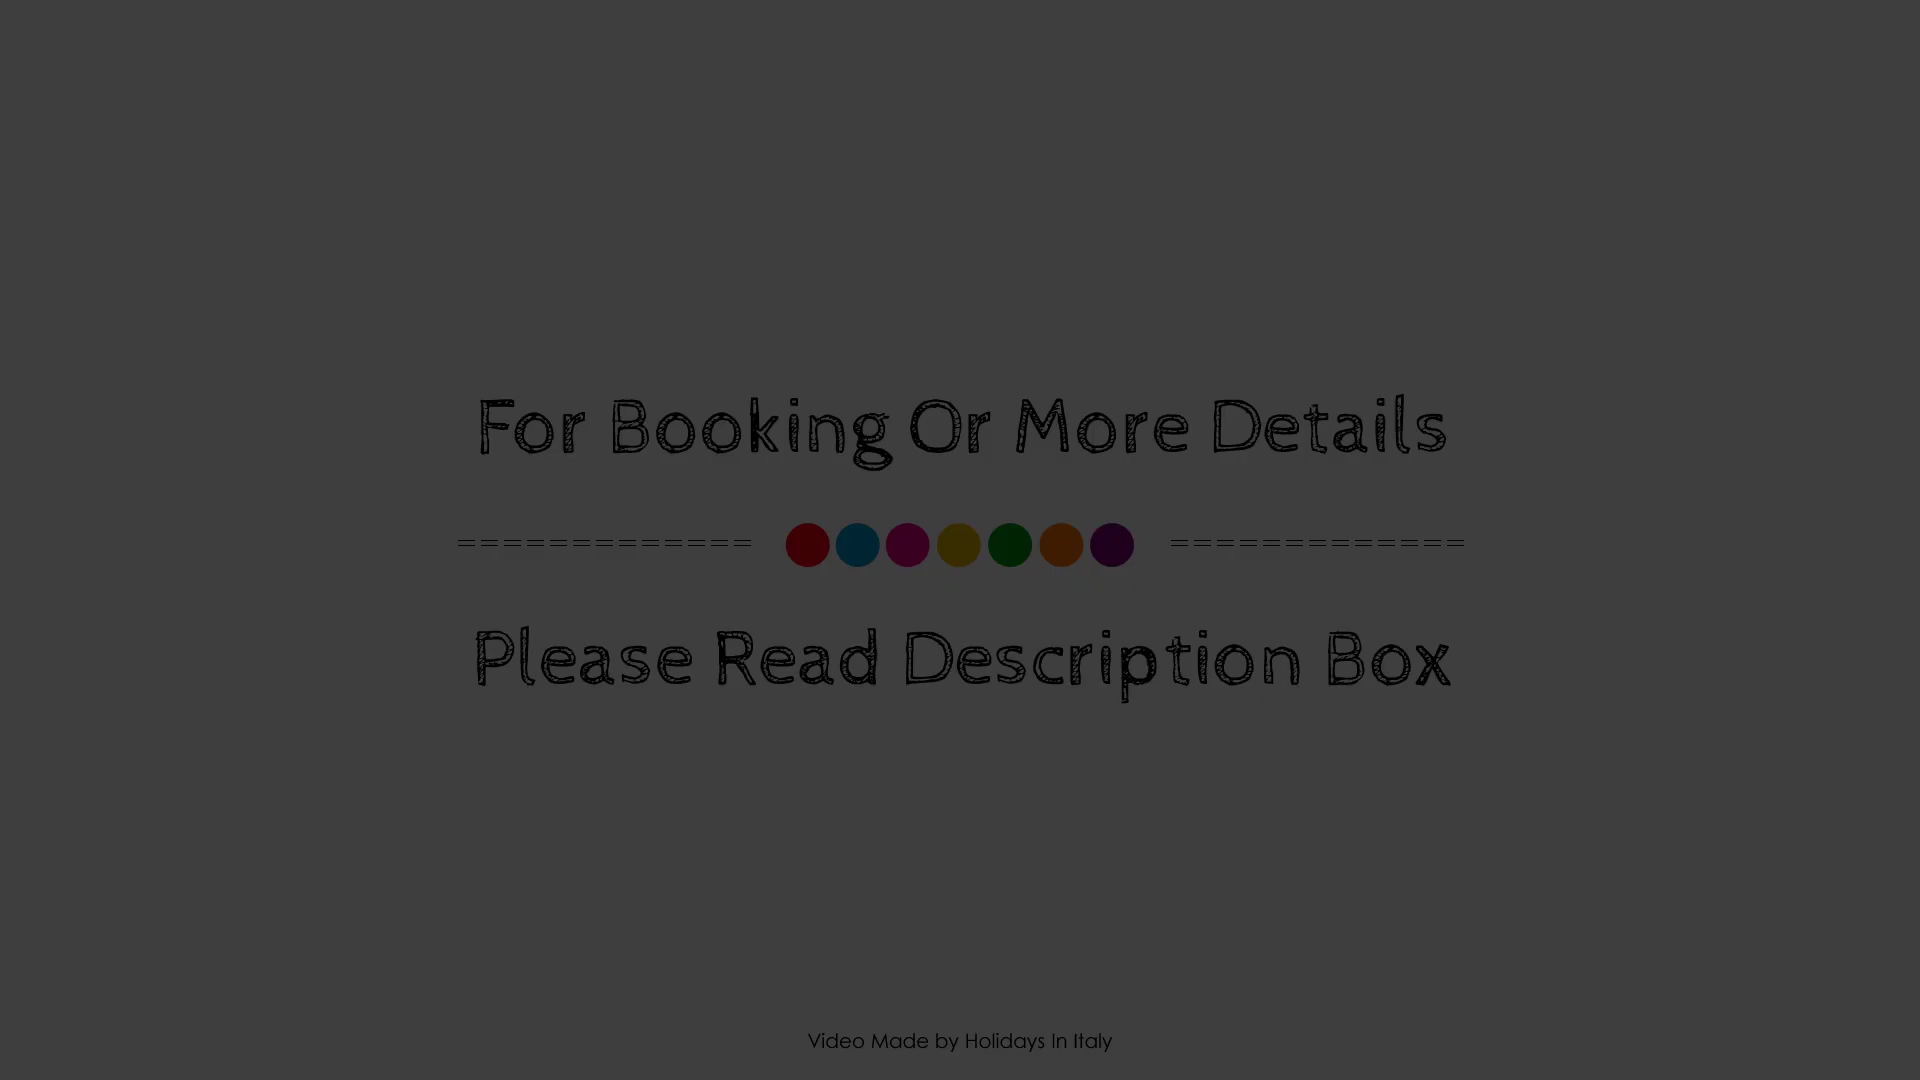 For Booking Or More Details
============= =============
Please Read Description Box
Video Made by Holidays In Italy